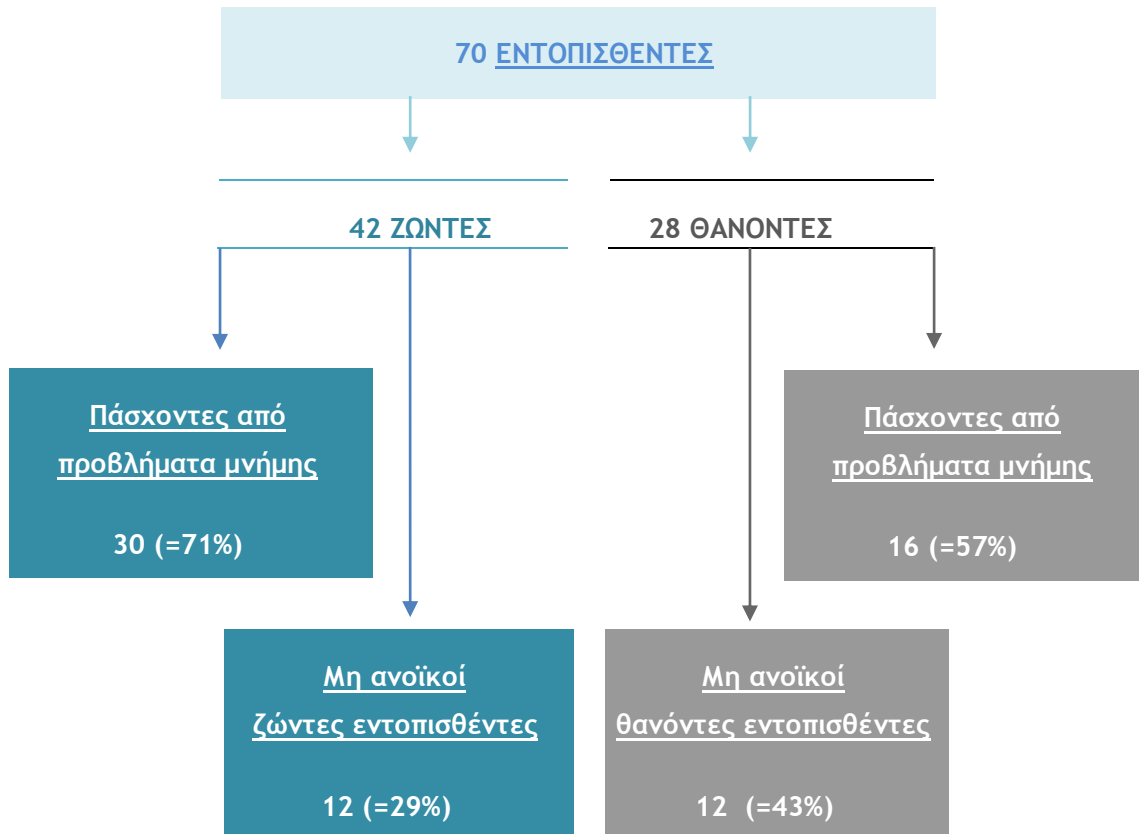 70 ΕΝΤΟΠΙΣΘΕΝΤΕΣ
42 ΖΩΝΤΕΣ
28 ΘΑΝΟΝΤΕΣ
Πάσχοντες από
προβλήματα μνήμης
30 (=71%)
Πάσχοντες από
προβλήματα μνήμης
16 (=57%)
Μη ανοϊκοί
ζώντες εντοπισθέντες
12 (=29%)
Μη ανοϊκοί
θανόντες εντοπισθέντες
12 (=43%)